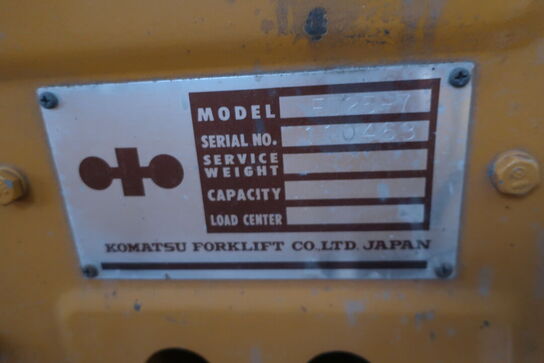 MODEL
SERIAL NO.
SERVICE
WEIGHT
CAPACITY
LOAD CENTER
KOMATSU FORKLIFT CO.,LTD. JAPAN